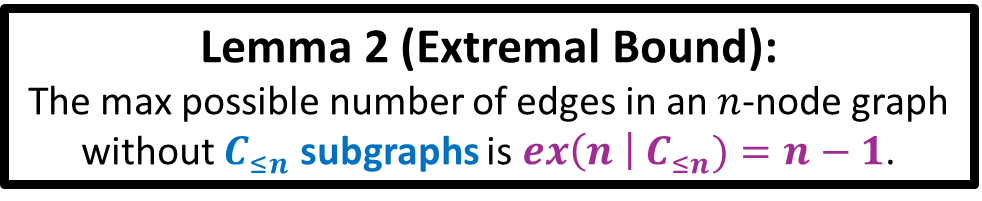 Lemma 2 (Extremal Bound):
The max possible number of edges in an n-node graph
without C≤n subgraphs is ex(n | C≤n) = n − 1.